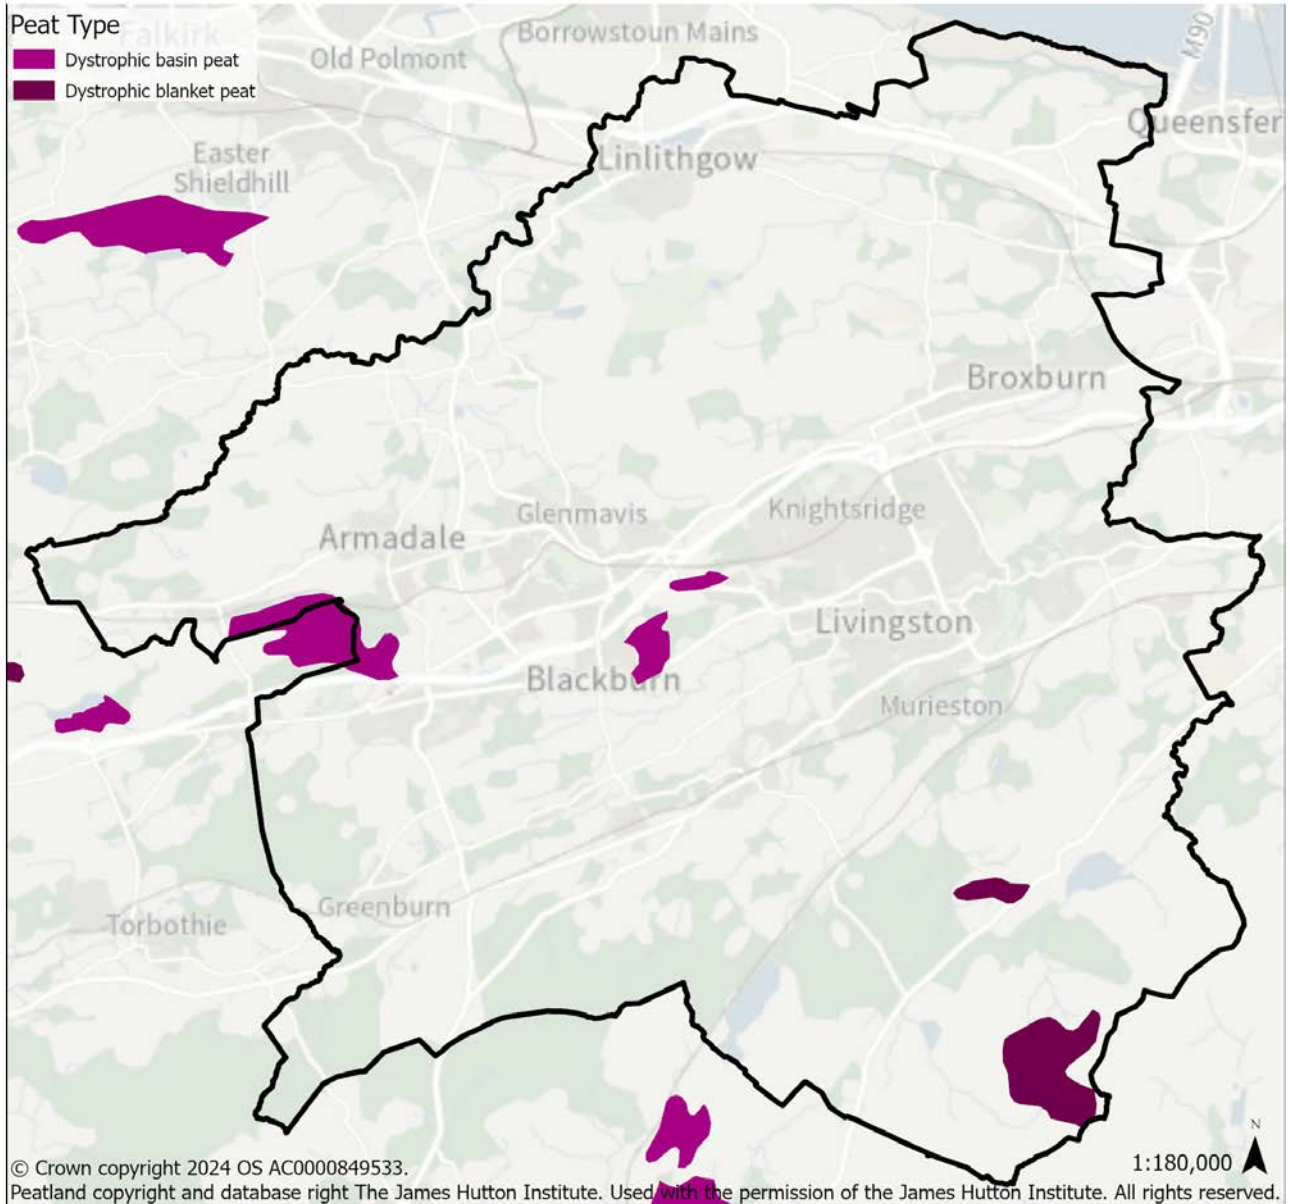 Peat Type
Falkirk
Dystrophic basin peat
Dystrophic blanket peat
Borrowstoun Mains
Old Polmont
M90
Queensfer
Easter
Shieldhill
Linlithgow
Broxburn
Glenmavis
Knightsridge
Armadale
Livingston
Blackburn
Murieston
Greenburn
Torbothie
N
1:180,000
© Crown copyright 2024 OS AC0000849533.
Peatland copyright and database right The James Hutton Institute. Used with the permission of the James Hutton Institute. All rights reserved.